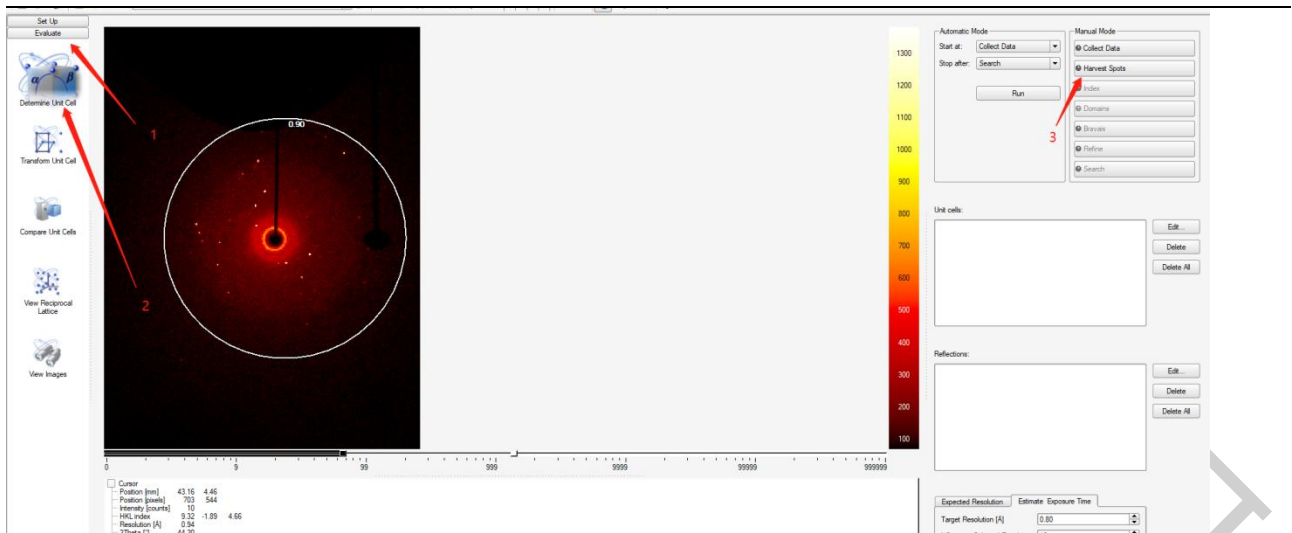 Set Up
Evaluate
Determine Unit Cell
Transform Unit Cell
Compare Unit Cells
View Reciprocal
Lattice
View Images
1
2
0.90
1300
1200
1100
1000
900
800
700
600
500
400
300
200
100
0 9 99 999 9999 99999 999999
Cursor
Position [mm] 43.16 4.46
Position [pixels] 703 544
Intensity [counts] 10
HKL index 9.32 -1.89 4.66
Resolution [Å] 0.94
2Theta [°] 44.20
Automatic Mode
Start at: Collect Data
Stop after: Search
Run
Manual Mode
Collect Data
Harvest Spots
Index
Domains
Bravais
Refine
Search
3
Unit cells:
Edit...
Delete
Delete All
Reflections:
Edit...
Delete
Delete All
Expected Resolution Estimate Exposure Time
Target Resolution [Å] 0.80